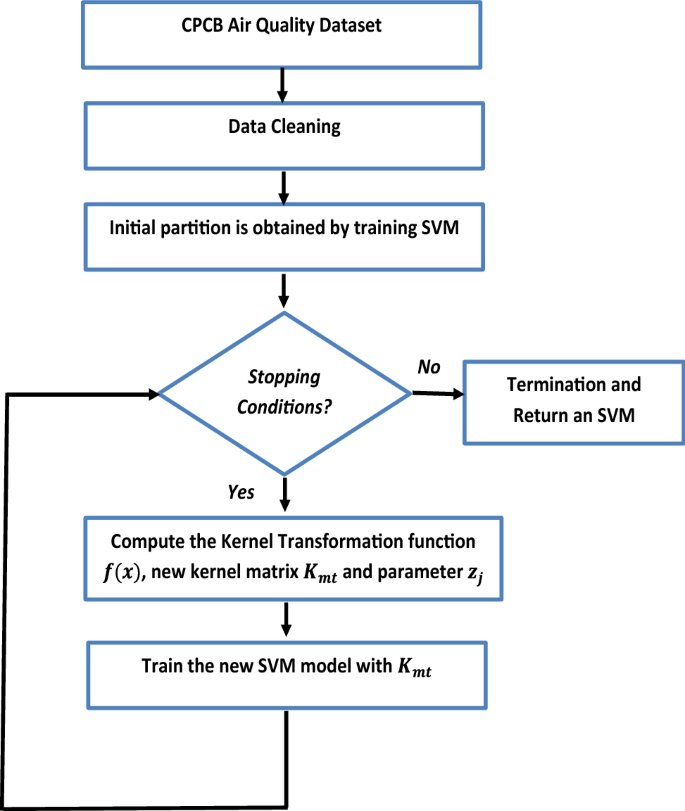 CPCB Air Quality Dataset
Data Cleaning
Initial partition is obtained by training SVM
Stopping
Conditions?
No
Termination and
Return an SVM
Yes
Compute the Kernel Transformation function
f(x), new kernel matrix K_mt and parameter z_j
Train the new SVM model with K_mt